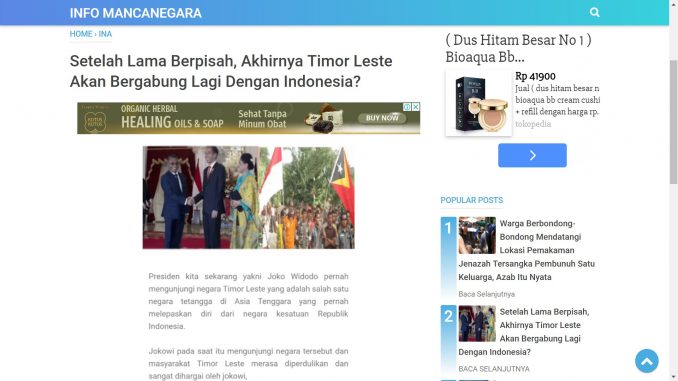 INFO MANCANEGARA
HOME › INA
Setelah Lama Berpisah, Akhirnya Timor Leste
Akan Bergabung Lagi Dengan Indonesia?
ORGANIC HERBAL
HEALING OILS & SOAP
KUTUS KUTUS
Sehat Tanpa
Minum Obat
BUY NOW
Presiden kita sekarang yakni Joko Widodo pernah
mengunjungi negara Timor Leste yang adalah salah satu
negara tetangga di Asia Tenggara yang pernah
melepaskan diri dari negara kesatuan Republik
Indonesia.
Jokowi pada saat itu mengunjungi negara tersebut dan
masyarakat Timor Leste merasa diperdulikan dan
sangat dihargai oleh jokowi,
( Dus Hitam Besar No 1 )
Bioaqua Bb...
Rp 41900
Jual ( dus hitam besar n
bioaqua bb cream cushi
+ refill dengan harga rp.
tokopedia
POPULAR POSTS
1
Warga Berbondong-
Bondong Mendatangi
Lokasi Pemakaman
Jenazah Tersangka Pembunuh Satu
Keluarga, Azab Itu Nyata
Baca Selanjutnya
2
Setelah Lama Berpisah,
Akhirnya Timor Leste
Akan Bergabung Lagi
Dengan Indonesia?
BACA SELANJUTNYA